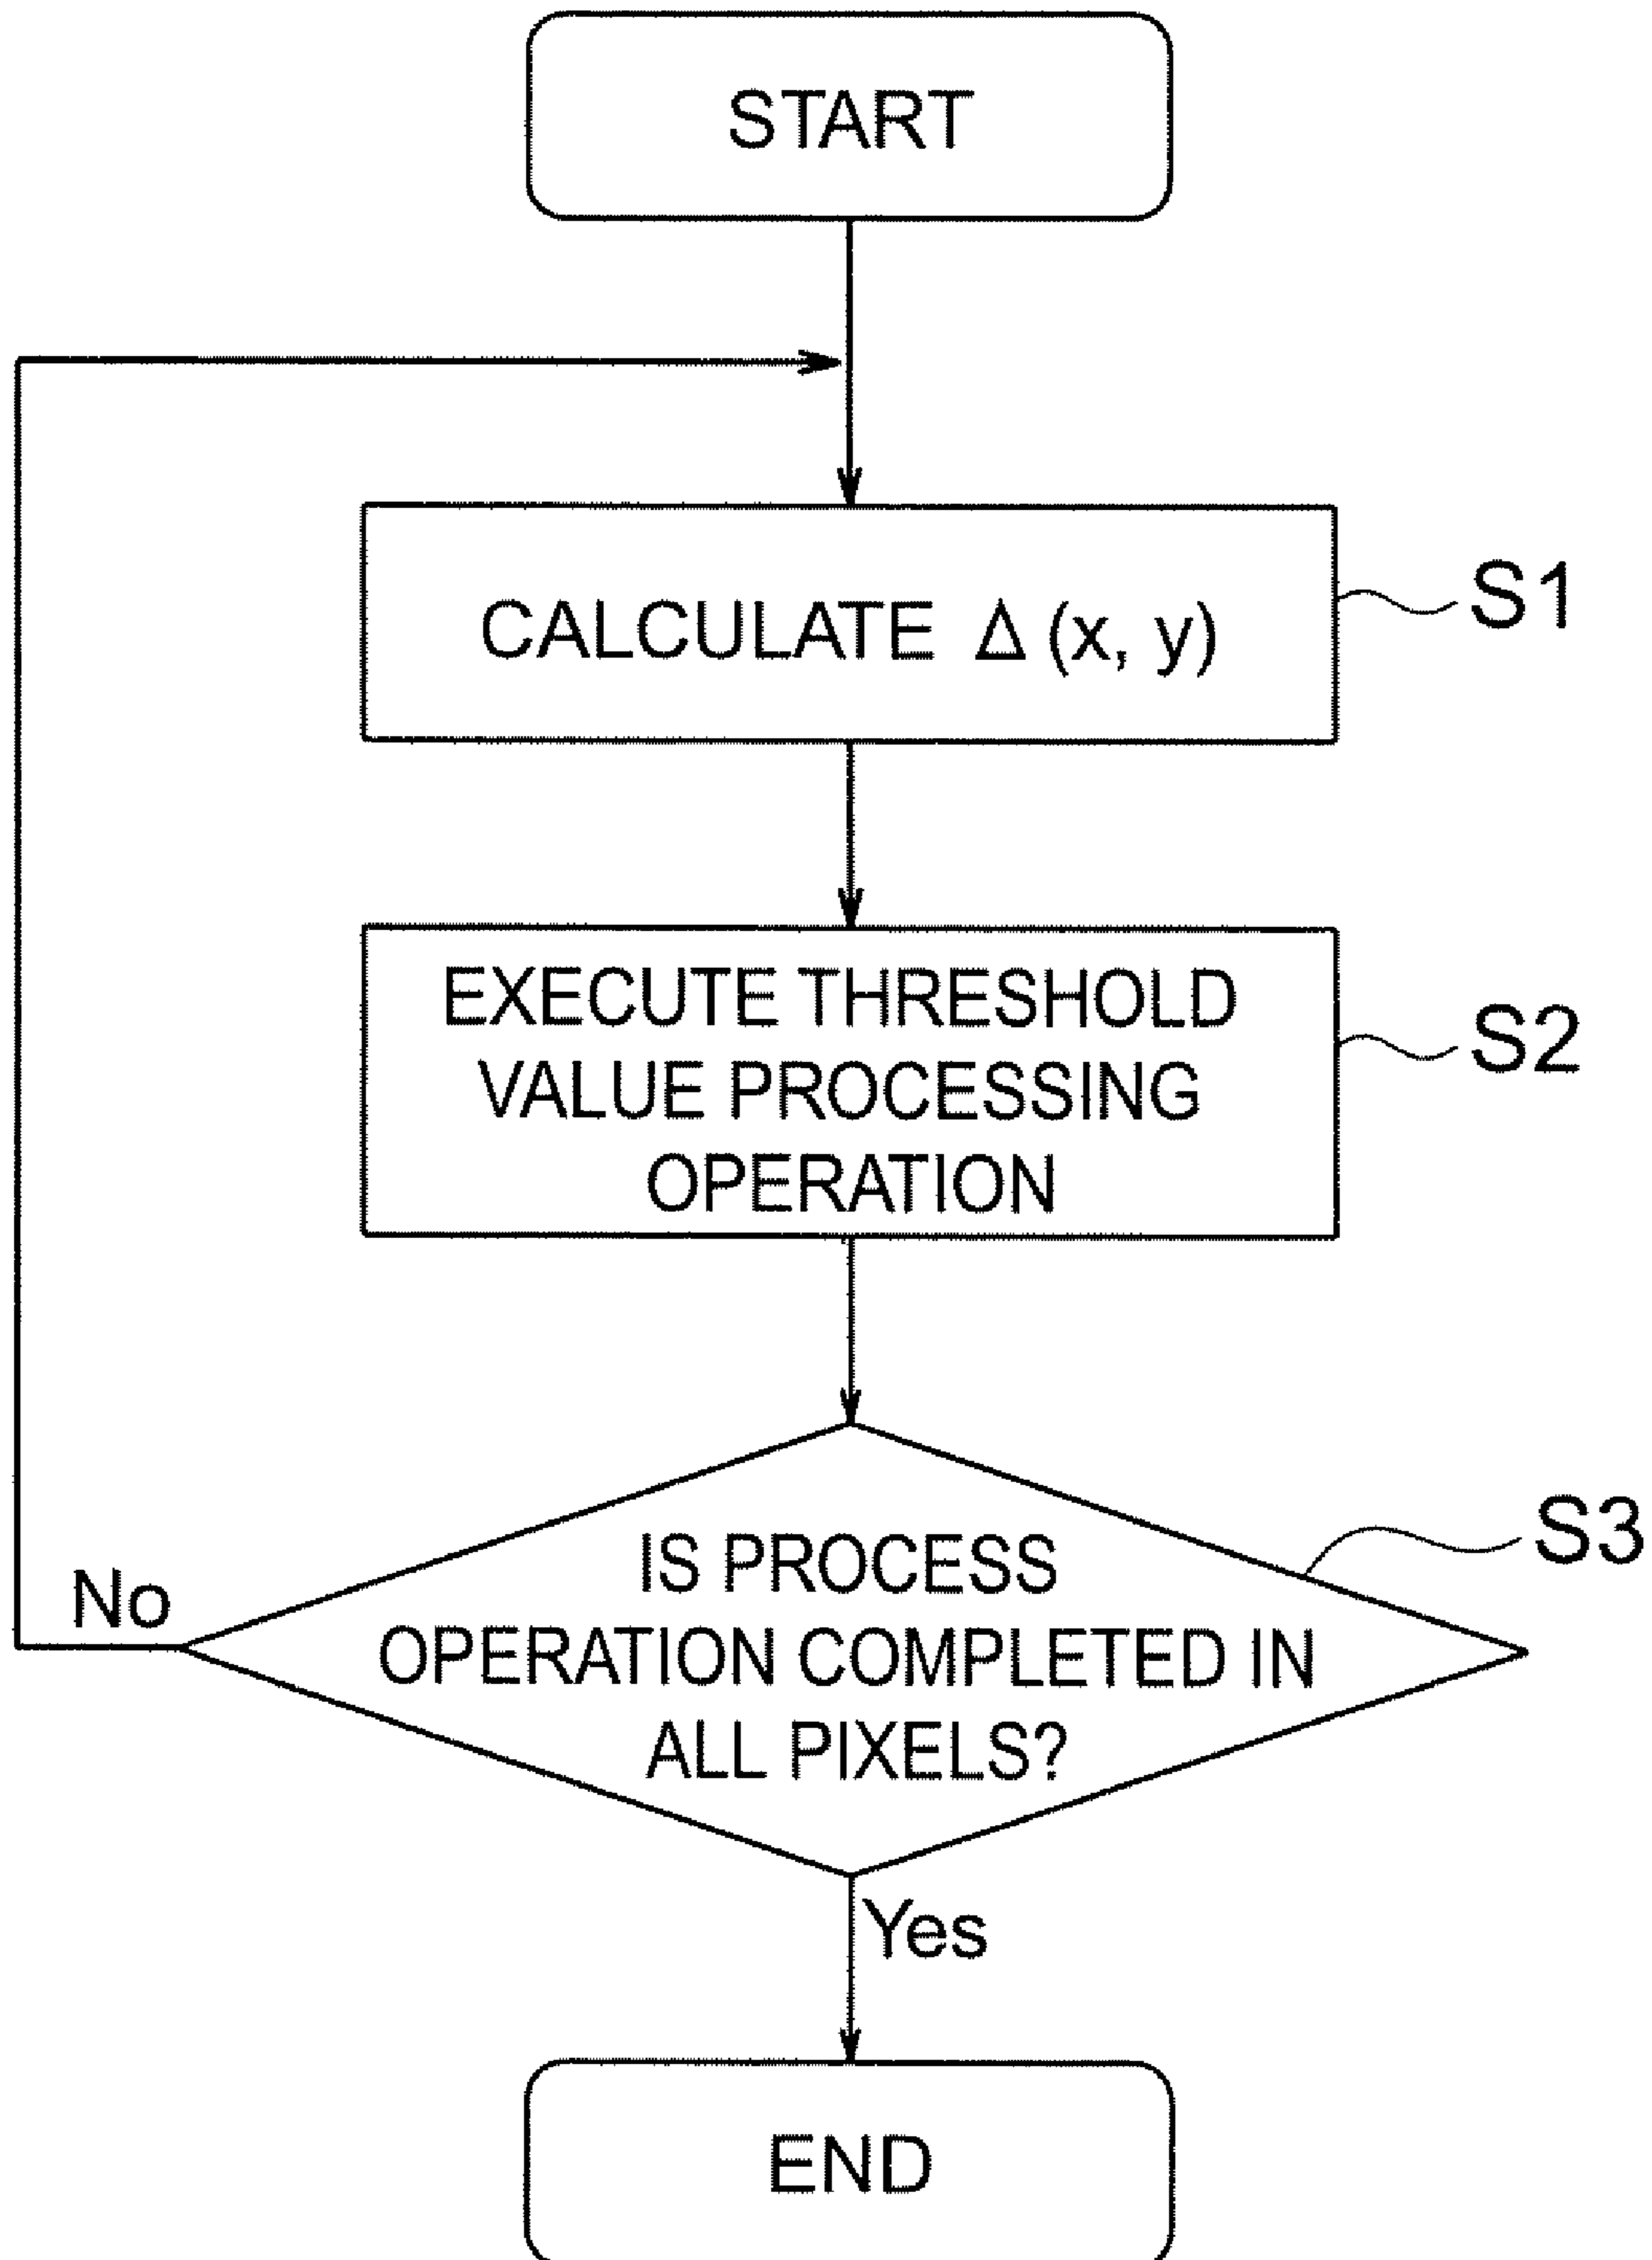 START
CALCULATE Δ (x, y)
S1
EXECUTE THRESHOLD
VALUE PROCESSING
OPERATION
S2
IS PROCESS
OPERATION COMPLETED IN
ALL PIXELS?
S3
No
Yes
END